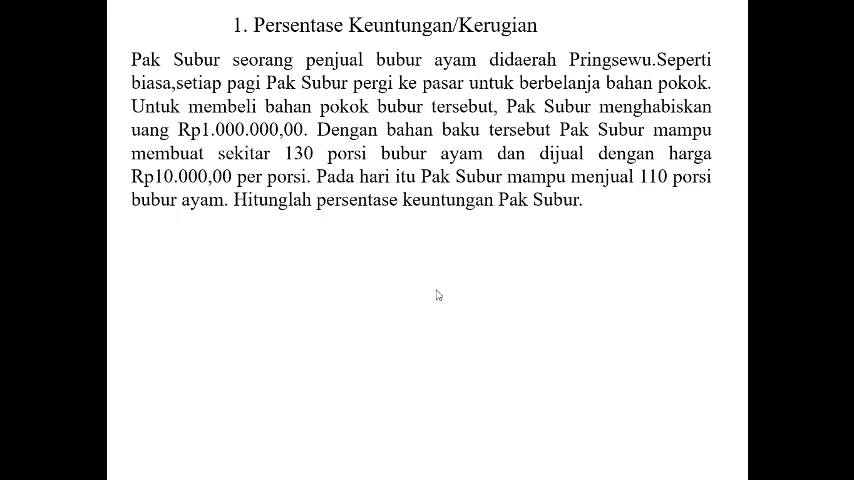 1. Persentase Keuntungan/Kerugian
Pak Subur seorang penjual bubur ayam didaerah Pringsewu.Seperti
biasa,setiap pagi Pak Subur pergi ke pasar untuk berbelanja bahan pokok.
Untuk membeli bahan pokok bubur tersebut, Pak Subur menghabiskan
uang Rp1.000.000,00. Dengan bahan baku tersebut Pak Subur mampu
membuat sekitar 130 porsi bubur ayam dan dijual dengan harga
Rp10.000,00 per porsi. Pada hari itu Pak Subur mampu menjual 110 porsi
bubur ayam. Hitunglah persentase keuntungan Pak Subur.